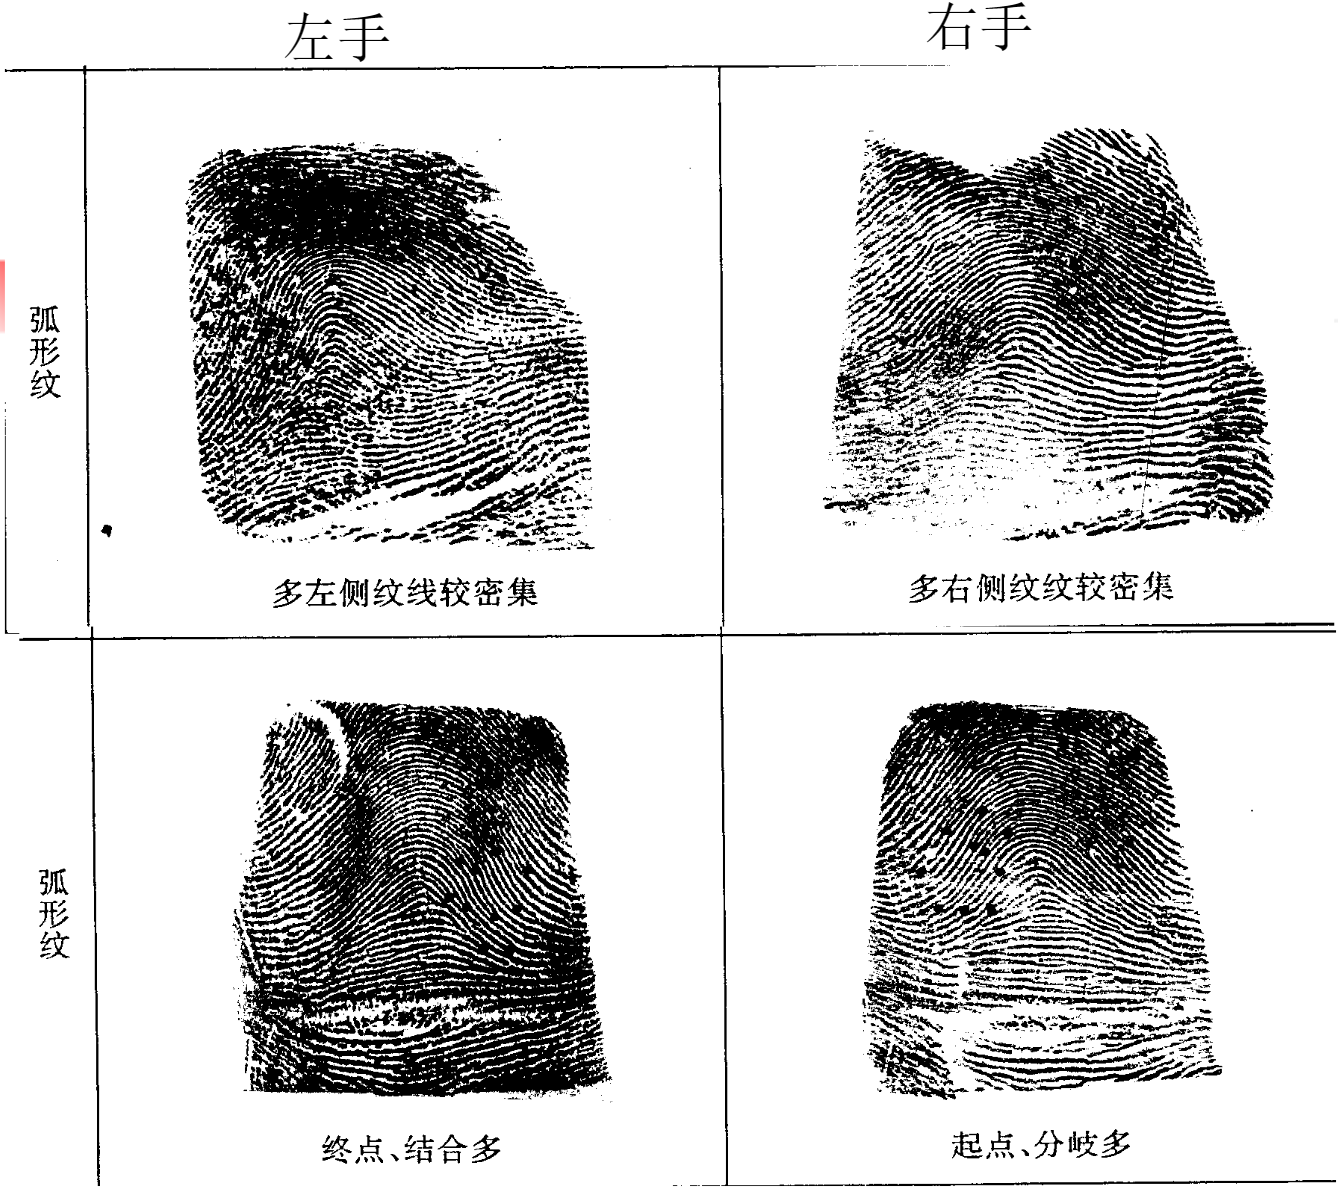 左手
右手
弧形纹
多左侧纹线较密集
多右侧纹纹较密集
弧形纹
终点、结合多
起点、分岐多